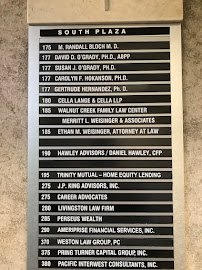 SOUTH PLAZA
175 M. RANDALL BLOCH M. D.
177 DAVID D. O'GRADY, PH.D., ABPP
177 SUSAN J. O'GRADY, PH.D.
177 CAROLYN F. HOKANSON, PH.D.
177 GERTRUDE HERNANDEZ, Ph. D.
180 CELLA LANGE & CELLA LLP
185 WALNUT CREEK FAMILY LAW CENTER
MERRITT L. WEISINGER & ASSOCIATES
185 ETHAN M. WEISINGER, ATTORNEY AT LAW
190 HAWLEY ADVISORS / DANIEL HAWLEY, CFP
195 TRINITY MUTUAL – HOME EQUITY LENDING
275 J.P. KING ADVISORS, INC.
275 CAREER ADVOCATES
280 LIVINGSTON LAW FIRM
285 PERSEUS WEALTH
290 AMERIPRISE FINANCIAL SERVICES, INC.
370 WESTON LAW GROUP, PC
375 PRING TURNER CAPITAL GROUP, INC.
380 PACIFIC INTERWEST CONSULTANTS, INC.